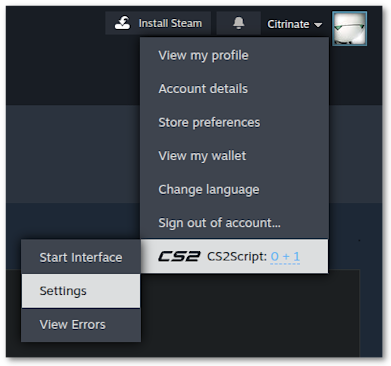 Install Steam
Citrinate
View my profile
Account details
Store preferences
View my wallet
Change language
Sign out of account...
CS2 CS2Script: 0 + 1
Start Interface
Settings
View Errors